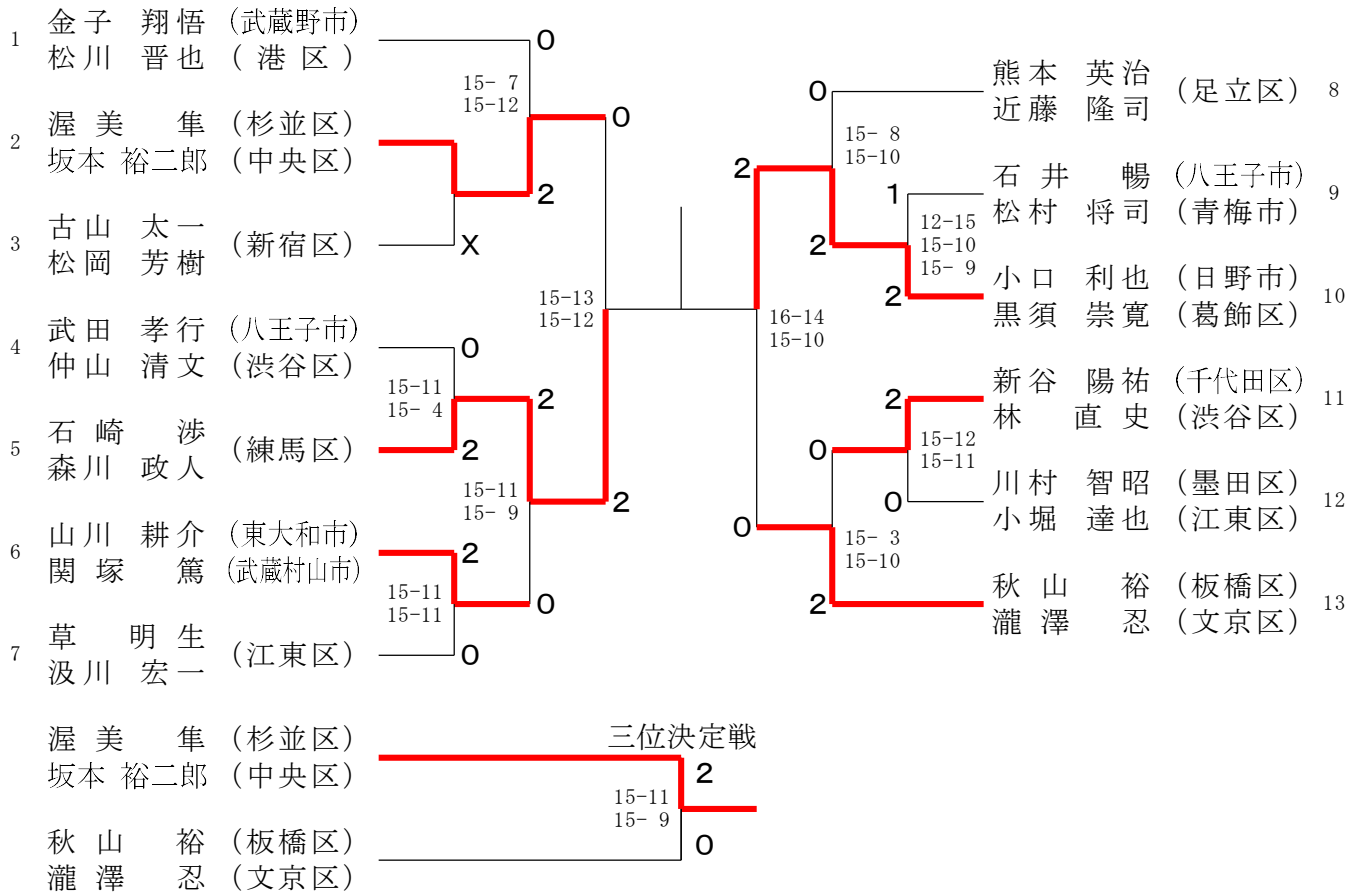 1 金子 翔悟 (武蔵野市)
松川 晋也 (港区)
0
15- 7
15-12
2 渥美 隼 (杉並区)
坂本 裕二郎 (中央区)
0
2
3 古山 太一 (新宿区)
松岡 芳樹
X
15-13
15-12
4 武田 孝行 (八王子市)
仲山 清文 (渋谷区)
0
15-11
15- 4
2
5 石崎 渉 (練馬区)
森川 政人
2
15-11
15- 9
2
6 山川 耕介 (東大和市)
関塚 篤 (武蔵村山市)
2
15-11
15-11
0
7 草 明生 (江東区)
汲川 宏一
0
熊本 英治 (足立区) 8
近藤 隆司
0
15- 8
15-10
2
石井 暢 (八王子市) 9
松村 将司 (青梅市)
1
12-15
15-10
15- 9
2
小口 利也 (日野市) 10
黒須 崇寛 (葛飾区)
2
16-14
15-10
新谷 陽祐 (千代田区) 11
林 直史 (渋谷区)
2
15-12
15-11
0
川村 智昭 (墨田区) 12
小堀 達也 (江東区)
0
0
15- 3
15-10
秋山 裕 (板橋区) 13
瀧澤 忍 (文京区)
2
三位決定戦
渥美 隼 (杉並区)
坂本 裕二郎 (中央区)
2
15-11
15- 9
秋山 裕 (板橋区)
瀧澤 忍 (文京区)
0